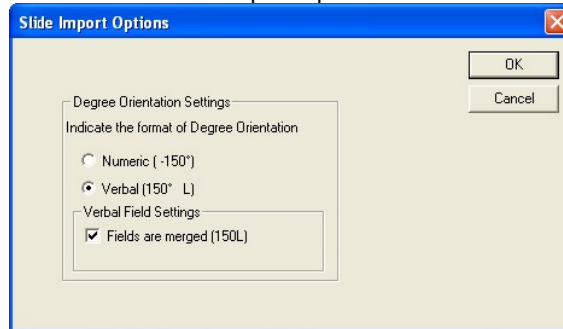 Slide Import Options
OK
Cancel
Degree Orientation Settings
Indicate the format of Degree Orientation
Numeric ( -150°)
Verbal (150°  L)
Verbal Field Settings
Fields are merged (150L)